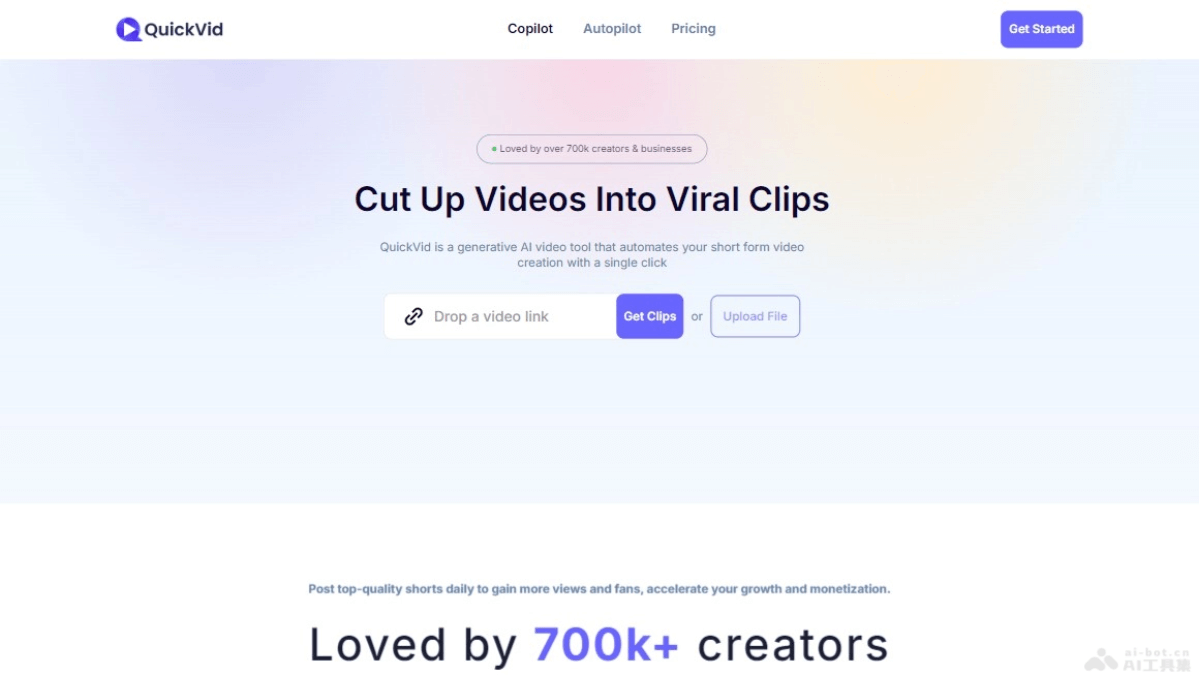 QuickVid
Copilot Autopilot Pricing
Get Started
Loved by over 700k creators & businesses
Cut Up Videos Into Viral Clips
QuickVid is a generative AI video tool that automates your short form video
creation with a single click
Drop a video link
Get Clips
or
Upload File
Post top-quality shorts daily to gain more views and fans, accelerate your growth and monetization.
Loved by 700k+ creators
ai-bot.cn
AI工具集